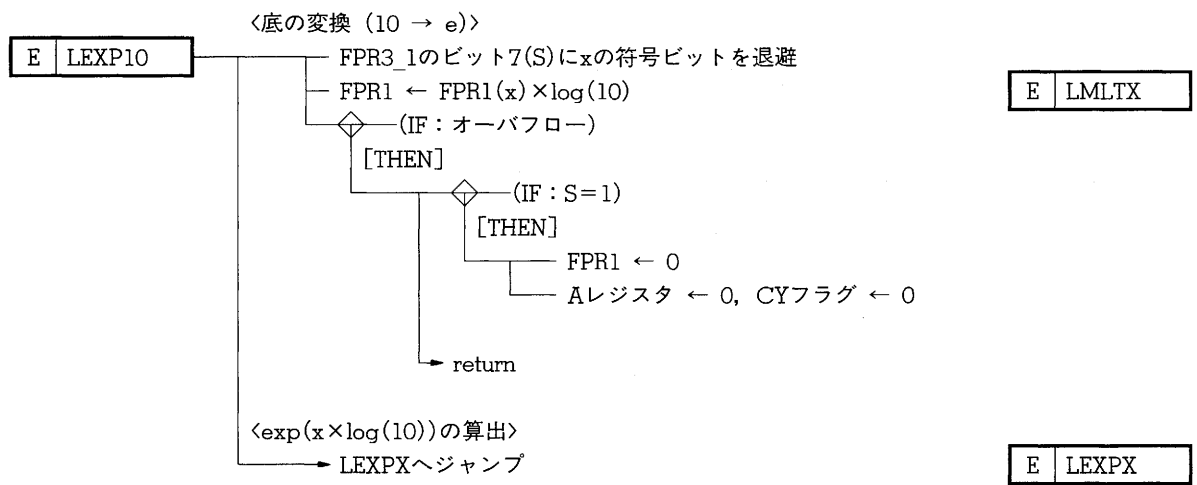 〈底の変換 (10 → e)〉
E LEXP10
FPR3_1のビット7(S)にxの符号ビットを退避
FPR1 ← FPR1(x)×log(10)
E LMLTX
(IF：オーバフロー)
[THEN]
(IF：S=1)
[THEN]
FPR1 ← 0
Aレジスタ ← 0, CYフラグ ← 0
return
〈exp(x×log(10))の算出〉
LEXPXへジャンプ
E LEXPX